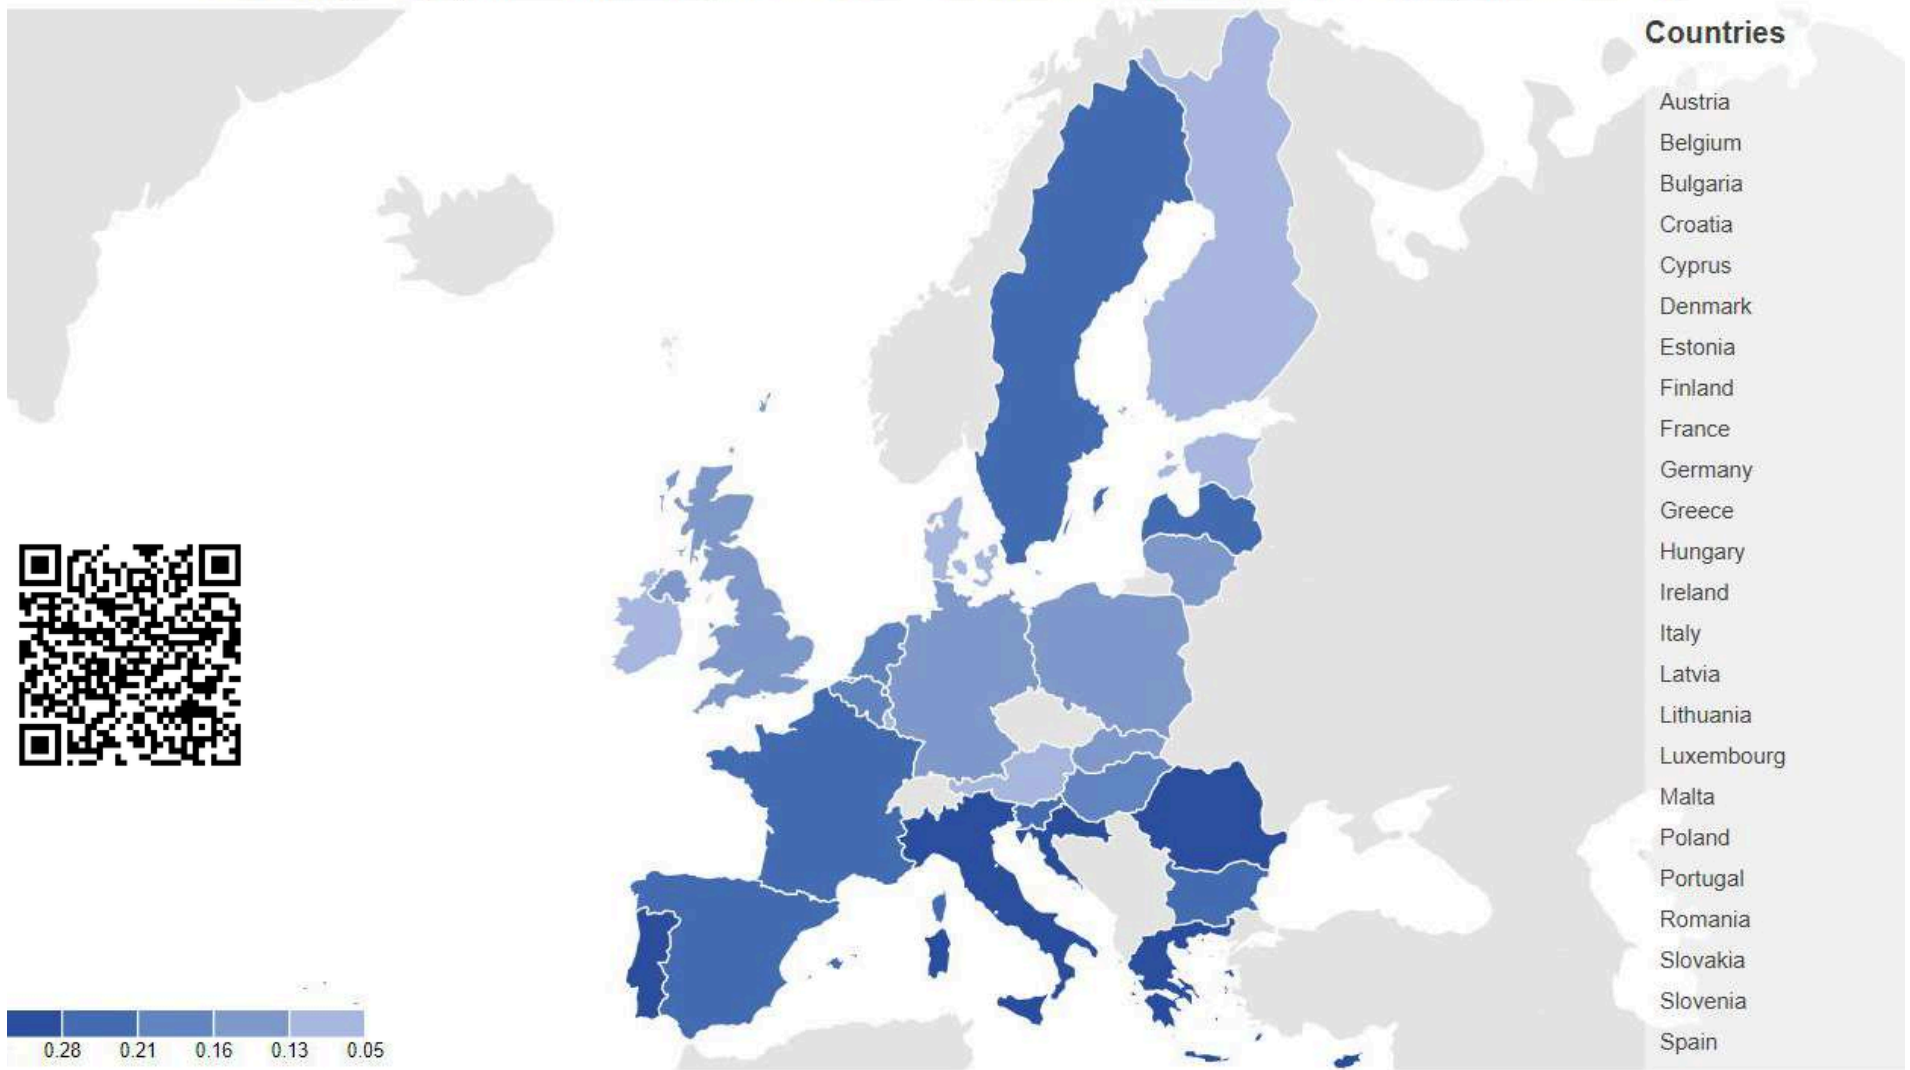 Countries
Austria
Belgium
Bulgaria
Croatia
Cyprus
Denmark
Estonia
Finland
France
Germany
Greece
Hungary
Ireland
Italy
Latvia
Lithuania
Luxembourg
Malta
Poland
Portugal
Romania
Slovakia
Slovenia
Spain
0.28 0.21 0.16 0.13 0.05